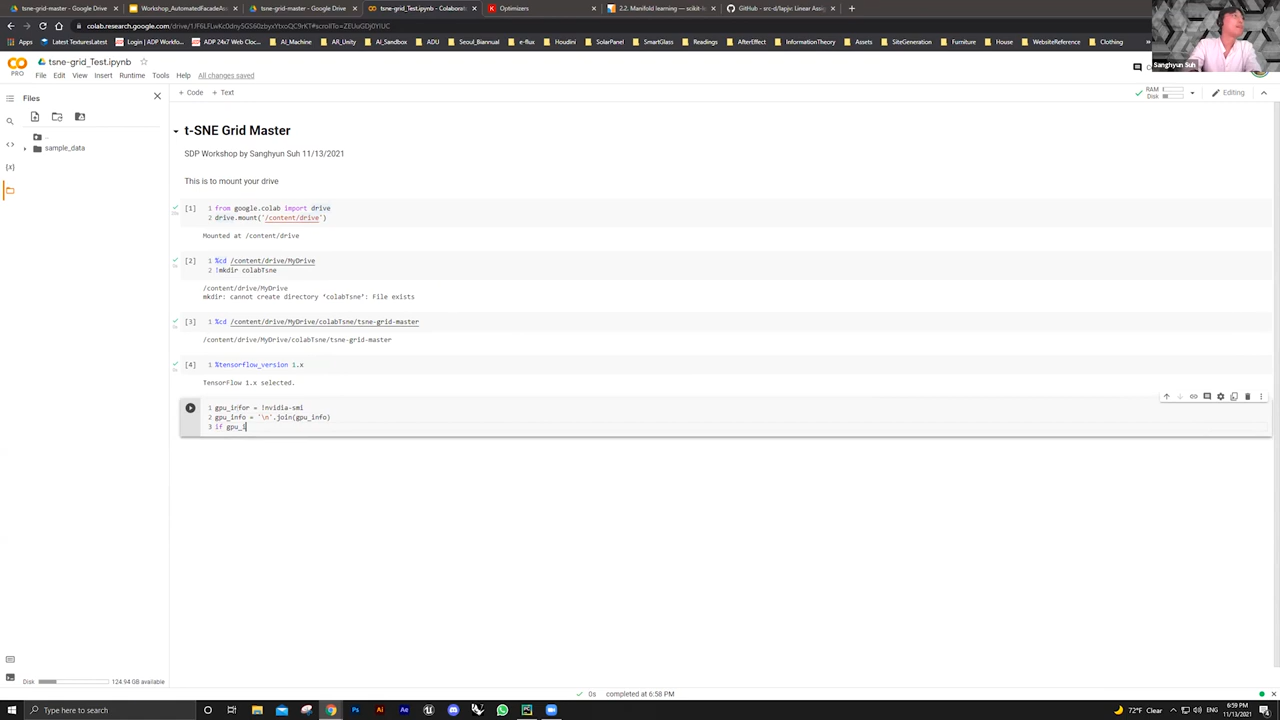 tsne-grid-master - Google Drive
Workshop_AutomatedFacadeAss
tsne-grid-master - Google Drive
tsne-grid_Test.ipynb - Colaborat
Optimizers
2.2. Manifold learning — scikit-le
GitHub - src-d/lapjv: Linear Assig
Apps
Latest TexturesLatest
Login | ADP Workfo...
ADP 24x7 Web Cloc...
AI_Machine
AR_Unity
AI_Sandbox
ADU
Seoul_Biannual
e-flux
Houdini
SolarPanel
SmartGlass
Readings
AfterEffect
InformationTheory
Assets
SiteGeneration
Furniture
House
WebsiteReference
Clothing
Sanghyun Suh
PRO
tsne-grid_Test.ipynb
File Edit View Insert Runtime Tools Help All changes saved
Files
+ Code + Text
RAM
Disk
Editing
..
sample_data
t-SNE Grid Master
SDP Workshop by Sanghyun Suh 11/13/2021
This is to mount your drive
[1] 1 from google.colab import drive
2 drive.mount('/content/drive')
Mounted at /content/drive
[2] 1 %cd /content/drive/MyDrive
2 !mkdir colabTsne
/content/drive/MyDrive
mkdir: cannot create directory ‘colabTsne’: File exists
[3] 1 %cd /content/drive/MyDrive/colabTsne/tsne-grid-master
/content/drive/MyDrive/colabTsne/tsne-grid-master
[4] 1 %tensorflow_version 1.x
TensorFlow 1.x selected.
1 gpu_infor = !nvidia-smi
2 gpu_info = '\n'.join(gpu_info)
3 if gpu_i
Disk 124.94 GB available
0s completed at 6:58 PM
Type here to search
72°F Clear
ENG
6:59 PM
11/13/2021